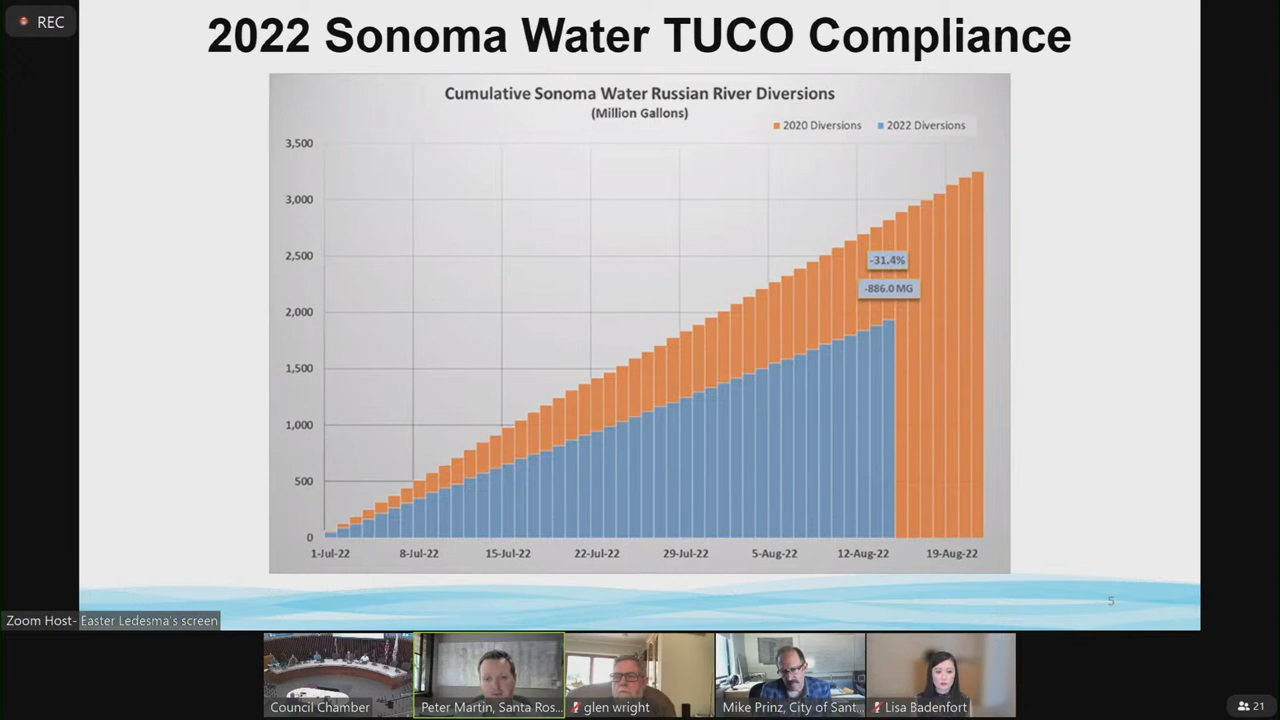 REC
2022 Sonoma Water TUCO Compliance
Cumulative Sonoma Water Russian River Diversions
(Million Gallons)
2020 Diversions 2022 Diversions
3,500
3,000
2,500
2,000
1,500
1,000
500
0
-31.4%
-886.0 MG
1-Jul-22 8-Jul-22 15-Jul-22 22-Jul-22 29-Jul-22 5-Aug-22 12-Aug-22 19-Aug-22
5
Zoom Host- Easter Ledesma's screen
Council Chamber
Peter Martin, Santa Ros...
glen wright
Mike Prinz, City of Sant...
Lisa Badenfort
21